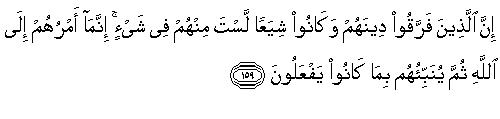 إِنَّ ٱلَّذِينَ فَرَّقُوا۟ دِينَهُمْ وَكَانُوا۟ شِيَعًا لَّسْتَ مِنْهُمْ فِى شَىْءٍ ۚ إِنَّمَآ أَمْرُهُمْ إِلَى
ٱللَّهِ ثُمَّ يُنَبِّئُهُم بِمَا كَانُوا۟ يَفْعَلُونَ ﴿١٥٩﴾